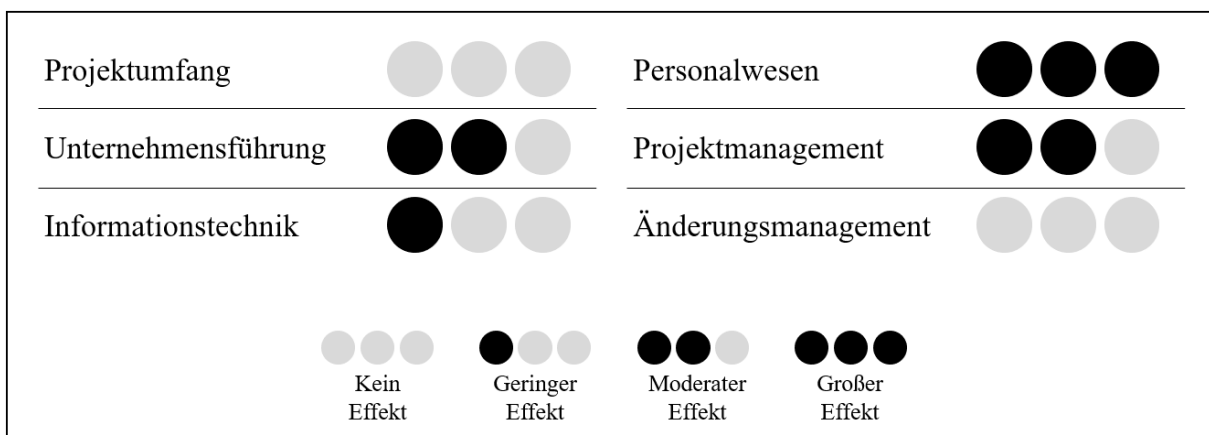 Projektumfang
Personalwesen
Unternehmensführung
Projektmanagement
Informationstechnik
Änderungsmanagement
Kein
Effekt
Geringer
Effekt
Moderater
Effekt
Großer
Effekt